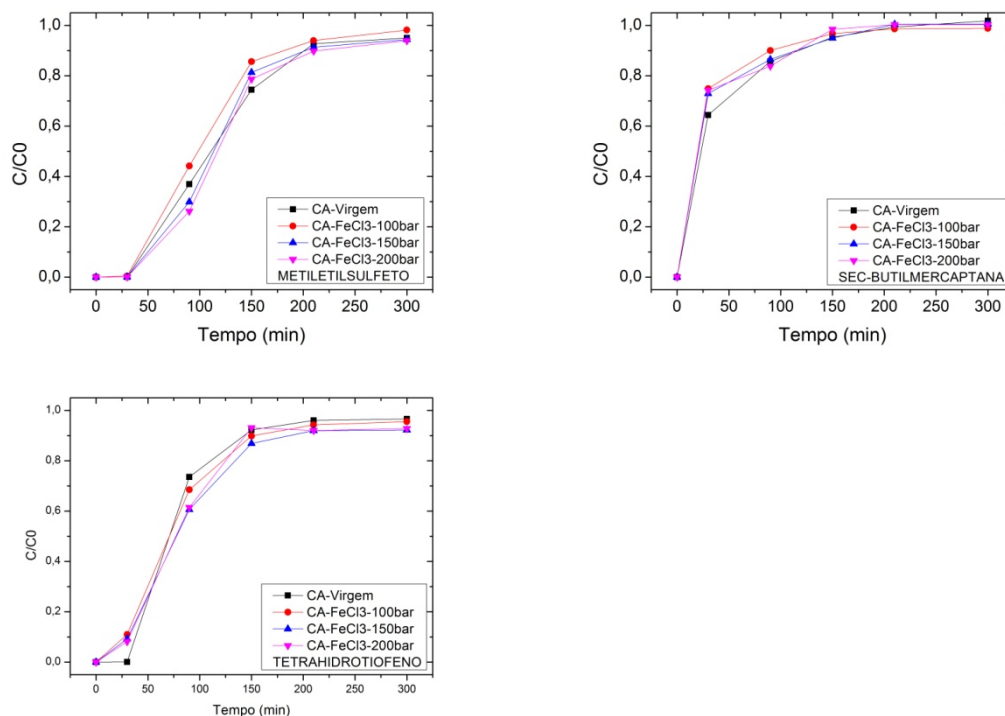 1,0
0,8
0,6
0,4
0,2
0,0
C/C0
CA-Virgem
CA-FeCl3-100bar
CA-FeCl3-150bar
CA-FeCl3-200bar
METILETILSULFETO
0 50 100 150 200 250 300
Tempo (min)
1,0
0,8
0,6
0,4
0,2
0,0
C/C0
CA-Virgem
CA-FeCl3-100bar
CA-FeCl3-150bar
CA-FeCl3-200bar
SEC-BUTILMERCAPTANA
0 50 100 150 200 250 300
Tempo (min)
1,0
0,8
0,6
0,4
0,2
0,0
C/C0
CA-Virgem
CA-FeCl3-100bar
CA-FeCl3-150bar
CA-FeCl3-200bar
TETRAHIDROTIOFENO
0 50 100 150 200 250 300
Tempo (min)